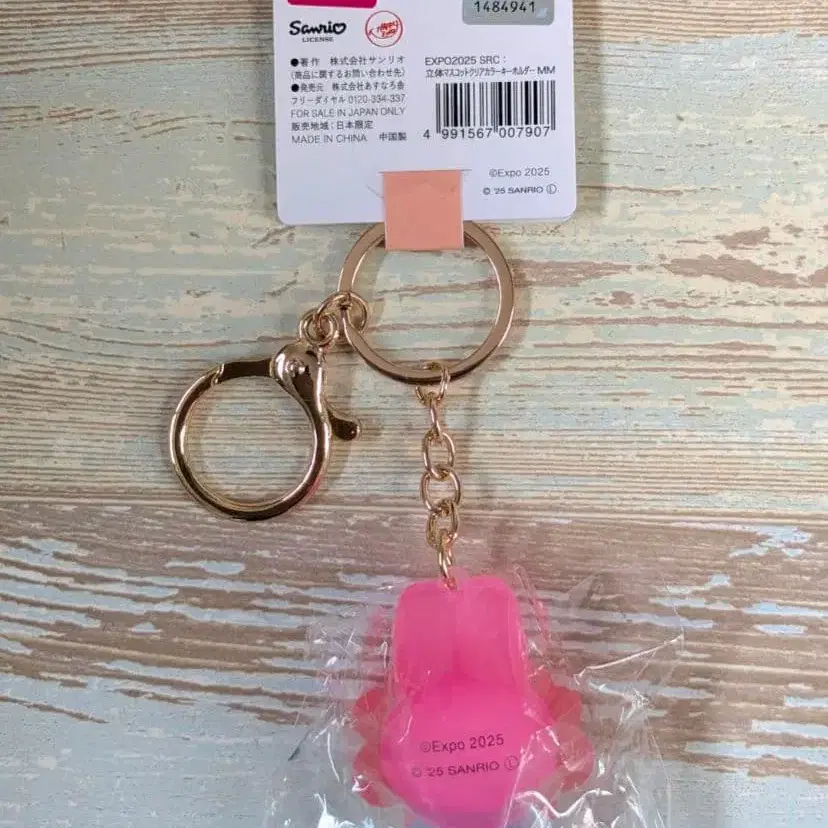 Sanrio
LICENSE
1484941
●著作 株式会社サンリオ
(商品に関するお問い合わせ先)
●発売元 株式会社あすなろ舎
フリーダイヤル 0120-334-337
FOR SALE IN JAPAN ONLY
販売地域:日本限定
MADE IN CHINA 中国製
EXPO2025 SRC:
立体マスコットクリアカラーキーホルダー MM
4 991567 007907
©Expo 2025
© '25 SANRIO Ⓛ
©Expo 2025
© '25 SANRIO Ⓛ